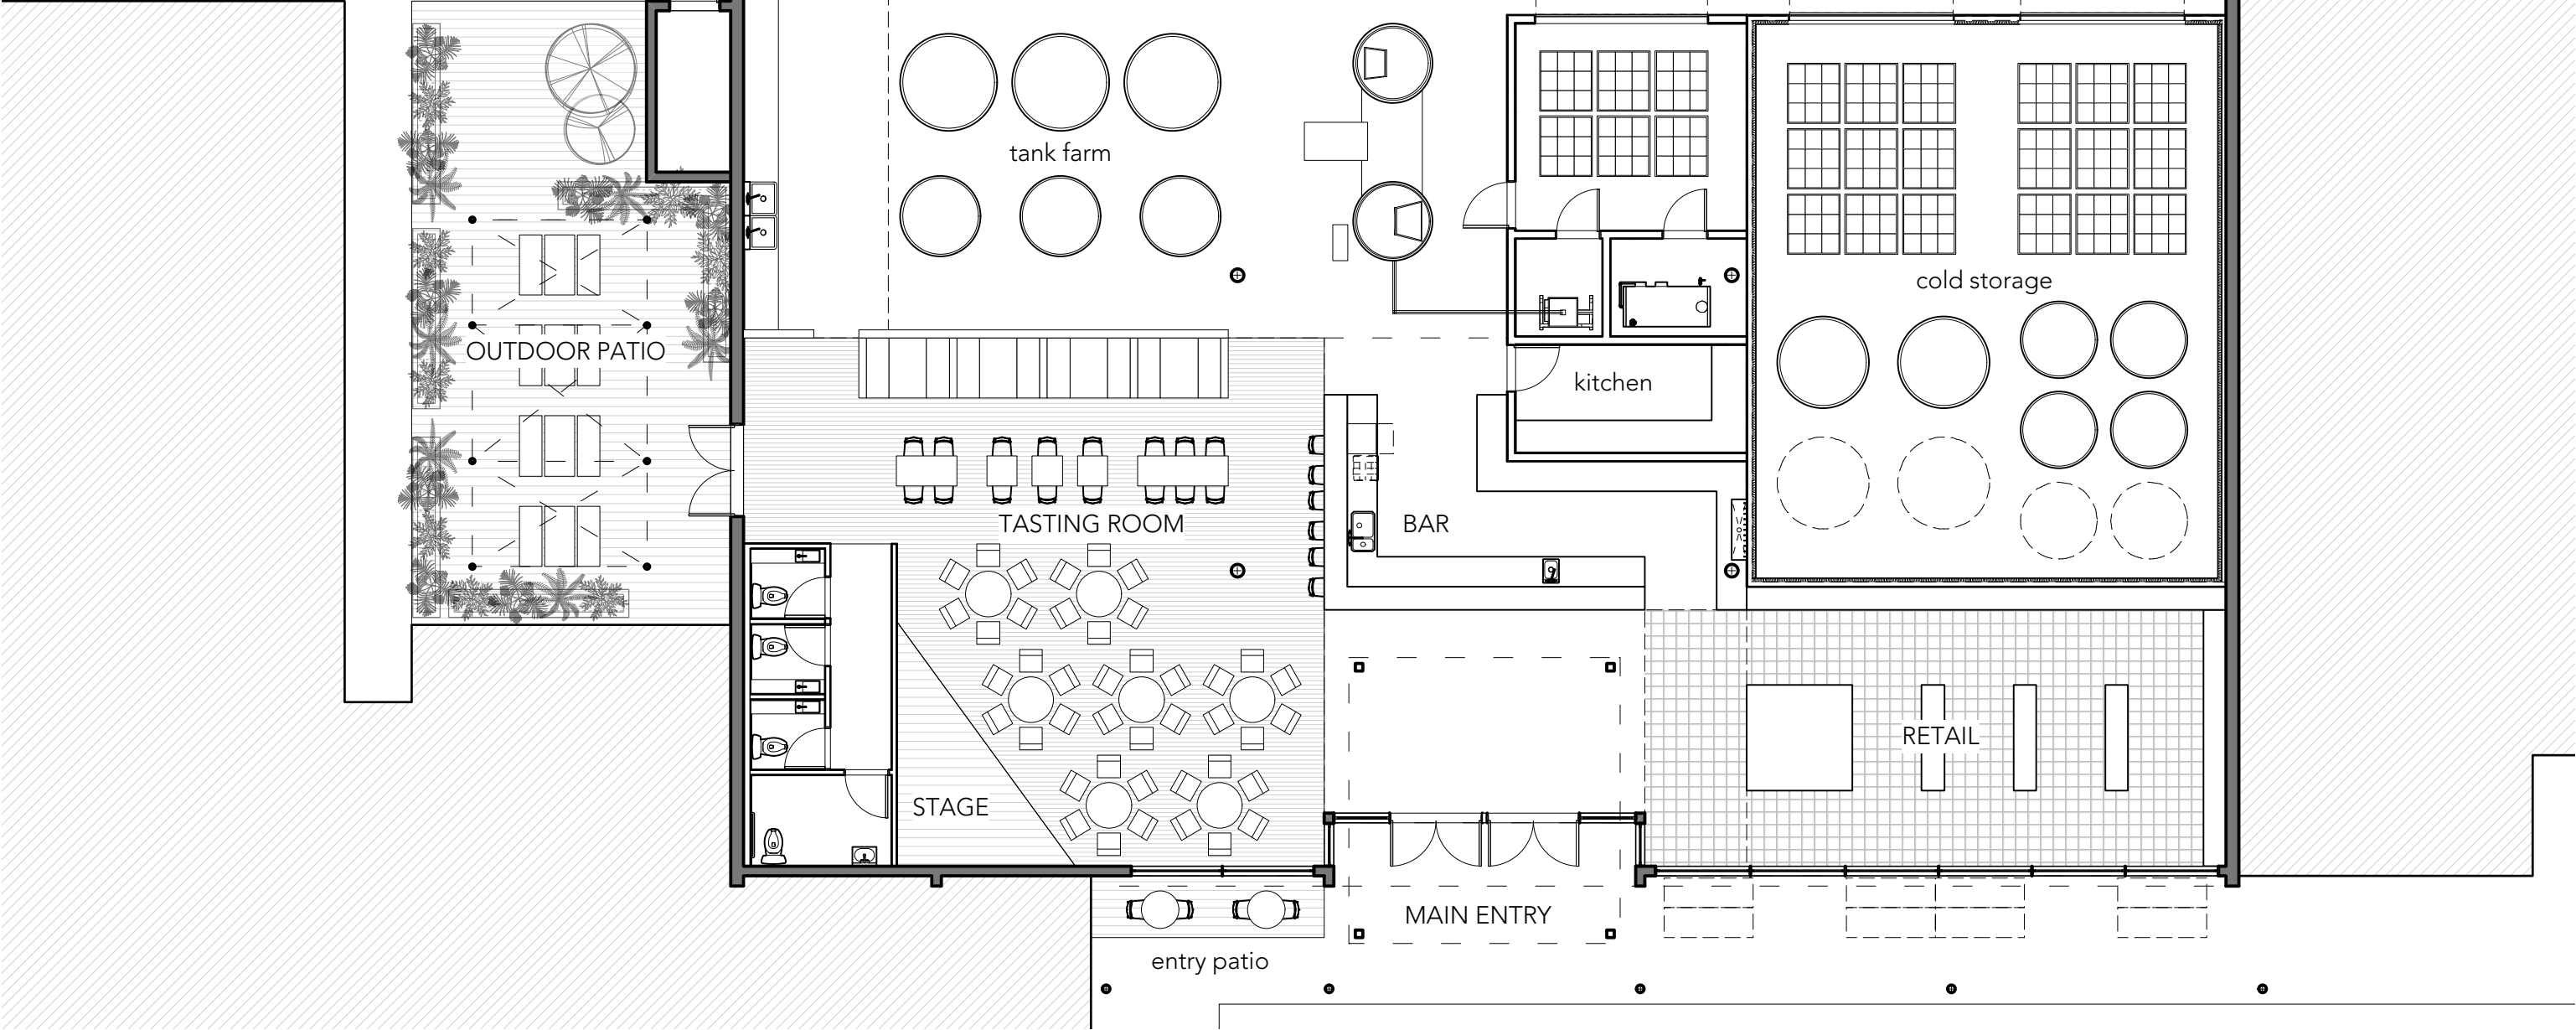 tank farm
cold storage
OUTDOOR PATIO
kitchen
TASTING ROOM
BAR
RETAIL
STAGE
MAIN ENTRY
entry patio